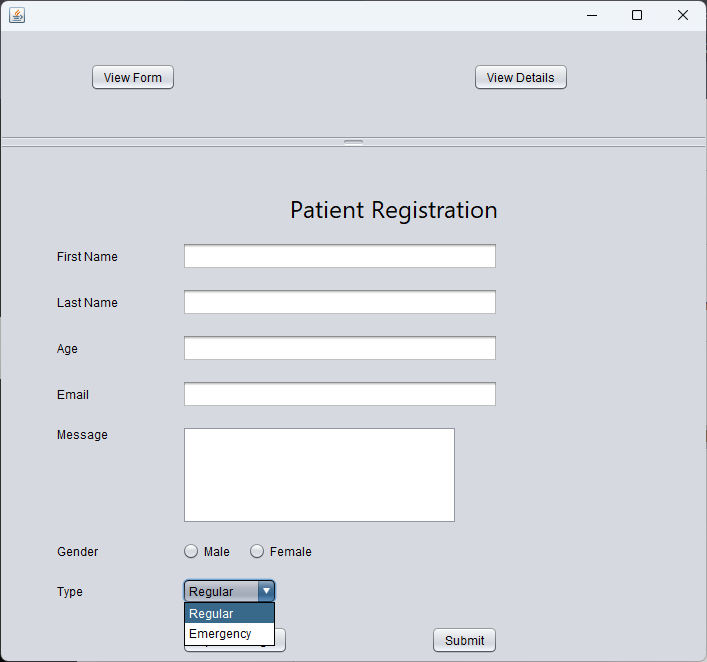 View Form View Details
Patient Registration
First Name
Last Name
Age
Email
Message
Gender Male Female
Type Regular
Regular
Emergency
Submit